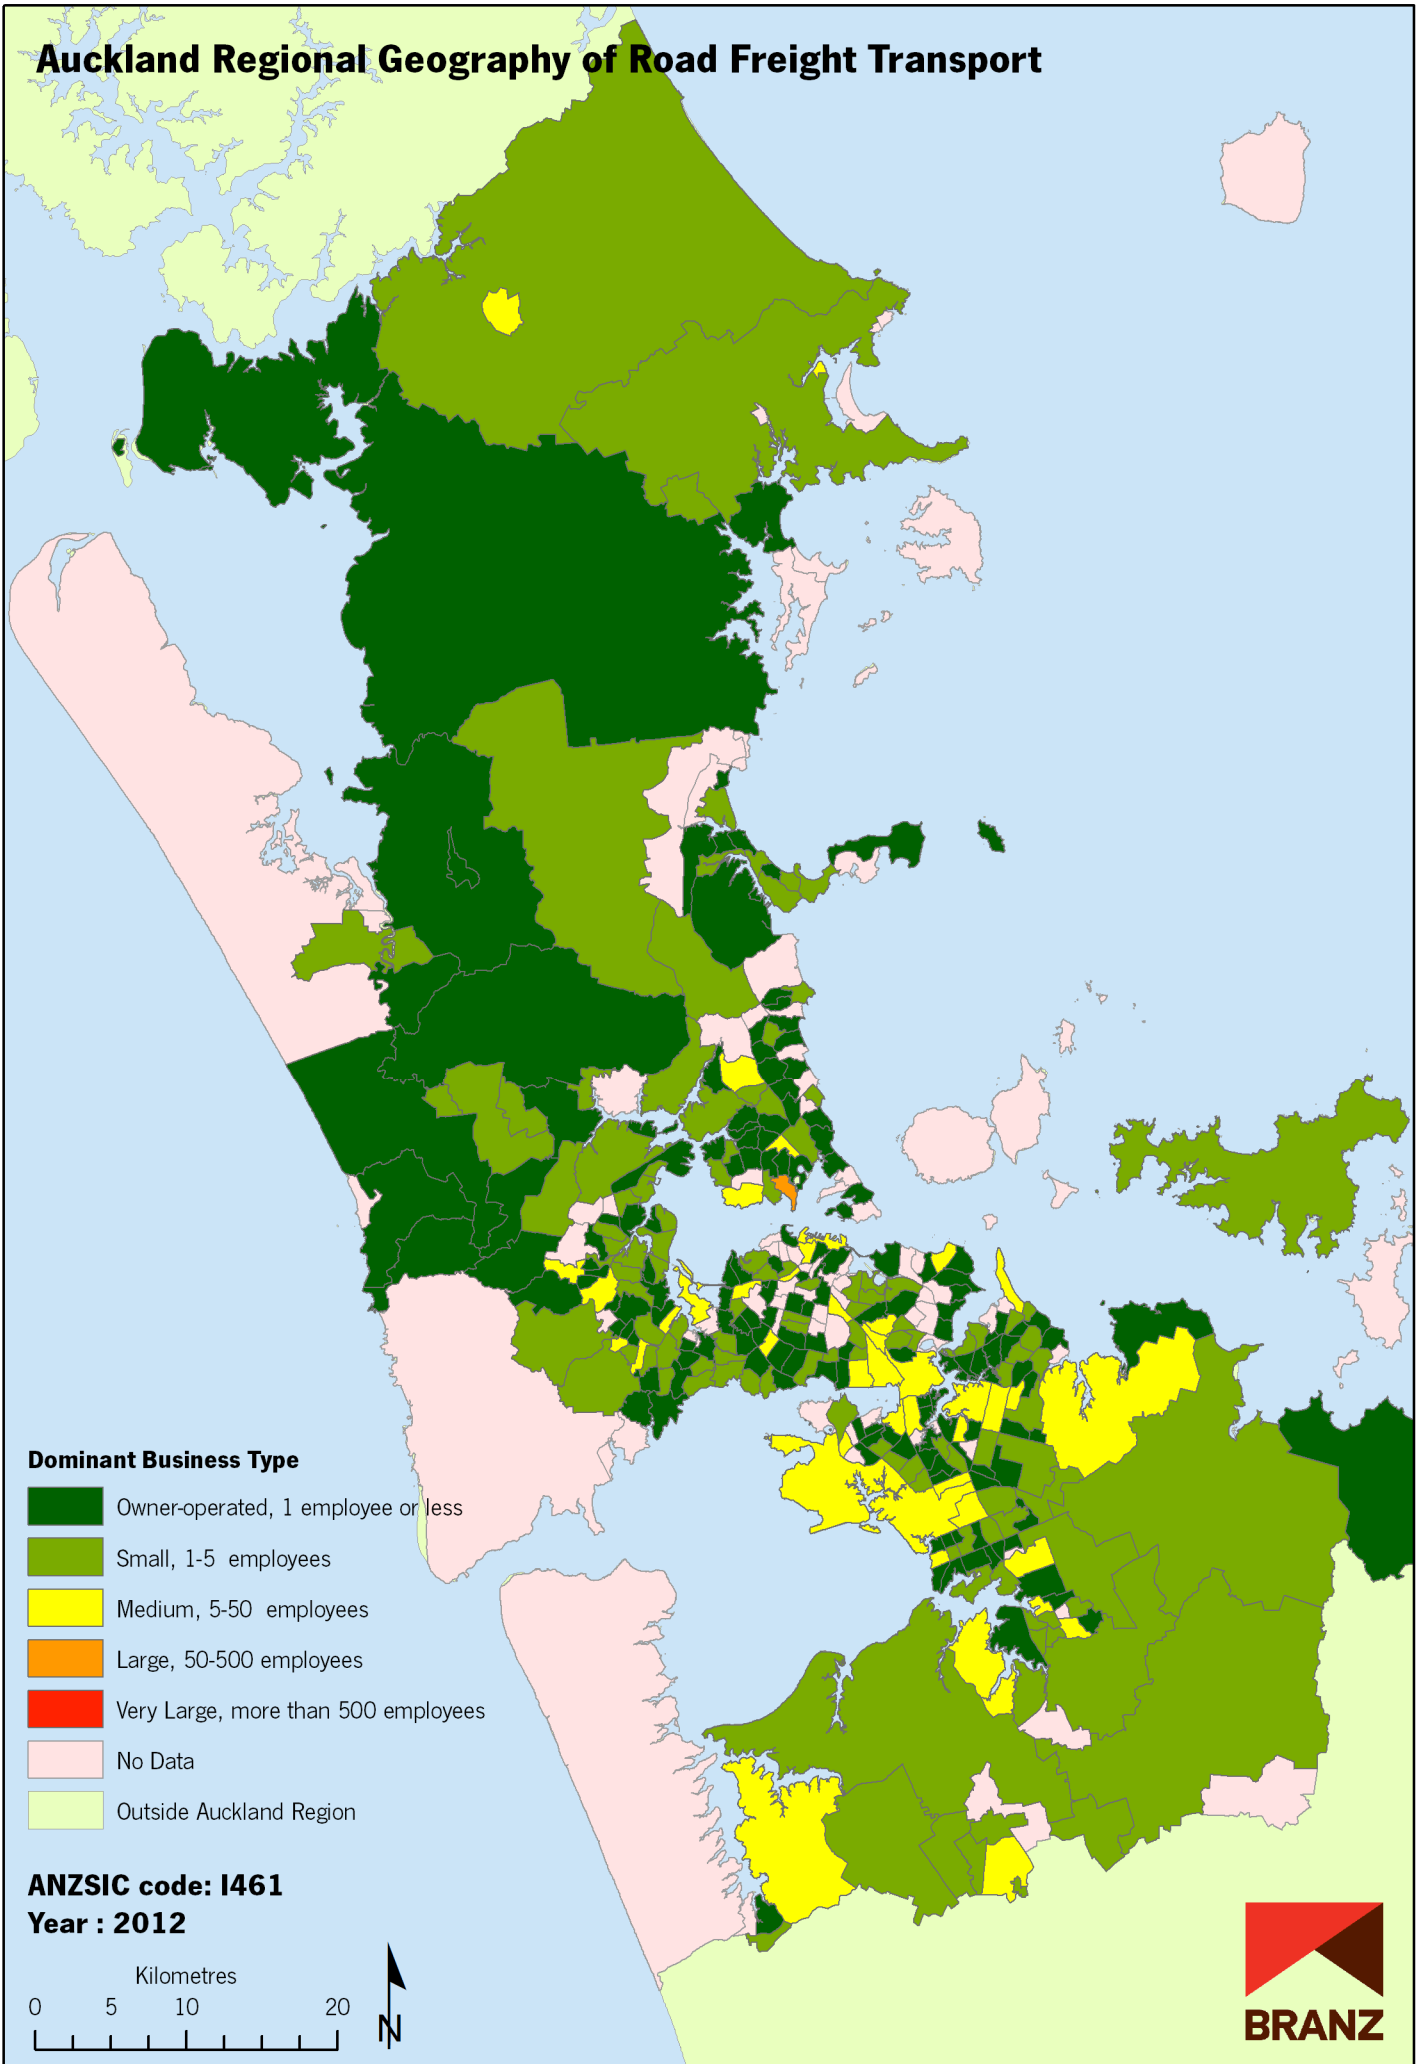 Auckland Regional Geography of Road Freight Transport
Dominant Business Type
Owner-operated, 1 employee or less
Small, 1-5 employees
Medium, 5-50 employees
Large, 50-500 employees
Very Large, more than 500 employees
No Data
Outside Auckland Region
ANZSIC code: I461
Year : 2012
Kilometres
0 5 10 20
N
BRANZ